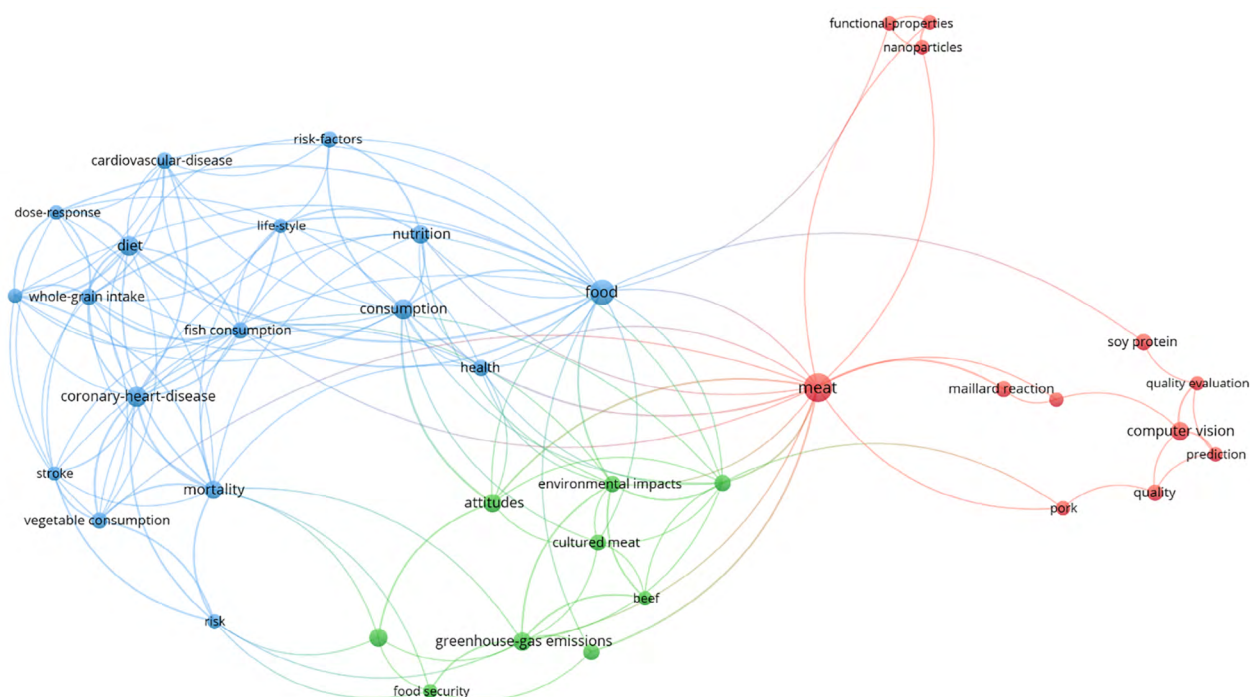 functional-properties
nanoparticles
risk-factors
cardiovascular-disease
dose-response
life-style
nutrition
diet
food
whole-grain intake
consumption
fish consumption
soy protein
health
quality evaluation
meat
maillard reaction
coronary-heart-disease
computer vision
prediction
stroke
environmental impacts
mortality
quality
attitudes
pork
vegetable consumption
cultured meat
beef
risk
greenhouse-gas emissions
food security